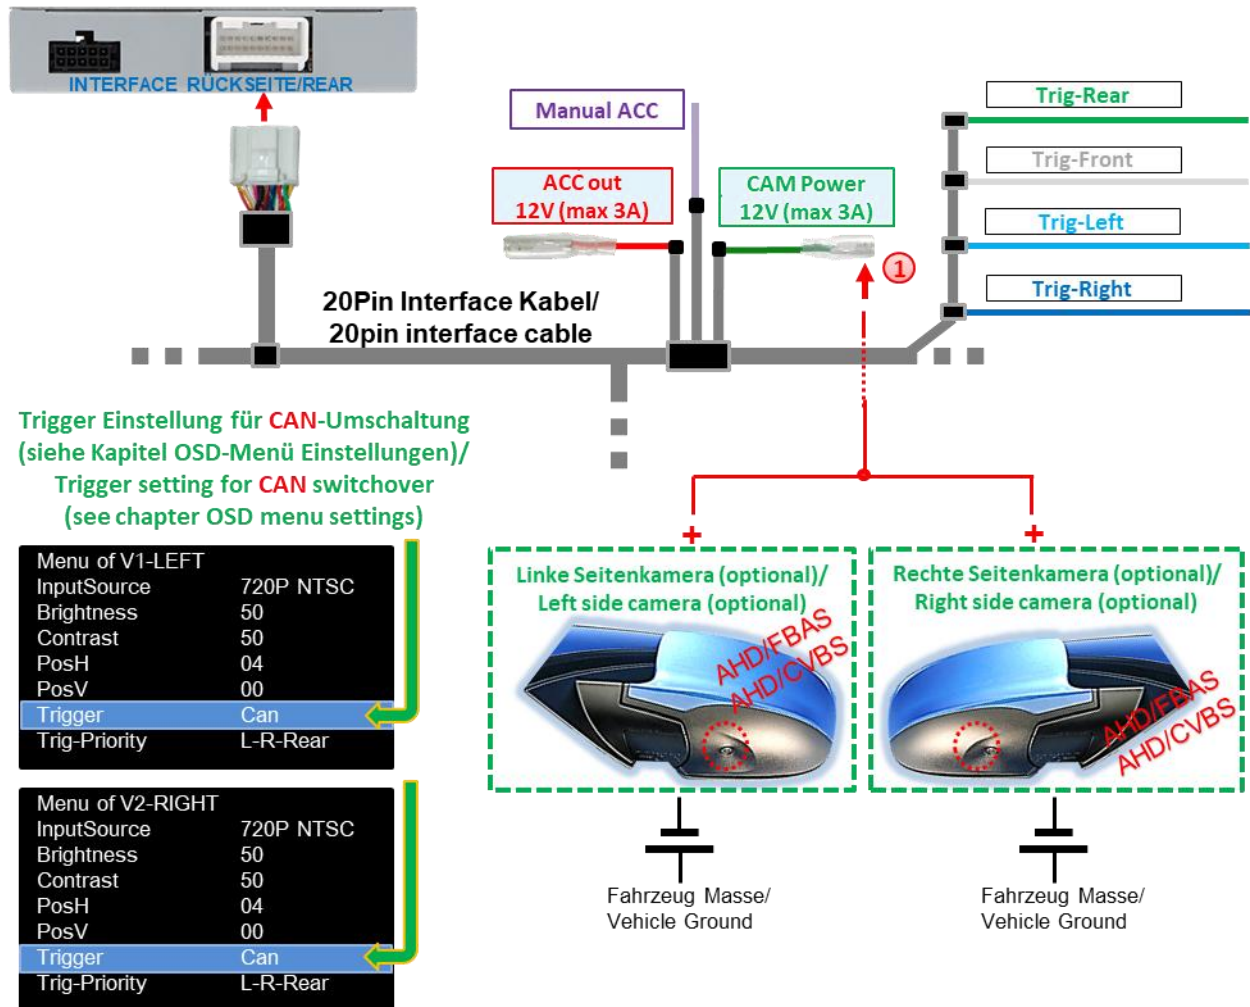 INTERFACE RÜCKSEITE/REAR
Manual ACC
ACC out
12V (max 3A)
CAM Power
12V (max 3A)
1
Trig-Rear
Trig-Front
Trig-Left
Trig-Right
20Pin Interface Kabel/
20pin interface cable
Trigger Einstellung für CAN-Umschaltung
(siehe Kapitel OSD-Menü Einstellungen)/
Trigger setting for CAN switchover
(see chapter OSD menu settings)
Menu of V1-LEFT
InputSource 720P NTSC
Brightness 50
Contrast 50
PosH 04
PosV 00
Trigger Can
Trig-Priority L-R-Rear
Menu of V2-RIGHT
InputSource 720P NTSC
Brightness 50
Contrast 50
PosH 04
PosV 00
Trigger Can
Trig-Priority L-R-Rear
+
+
Linke Seitenkamera (optional)/
Left side camera (optional)
AHD/FBAS
AHD/CVBS
Rechte Seitenkamera (optional)/
Right side camera (optional)
AHD/FBAS
AHD/CVBS
Fahrzeug Masse/
Vehicle Ground
Fahrzeug Masse/
Vehicle Ground